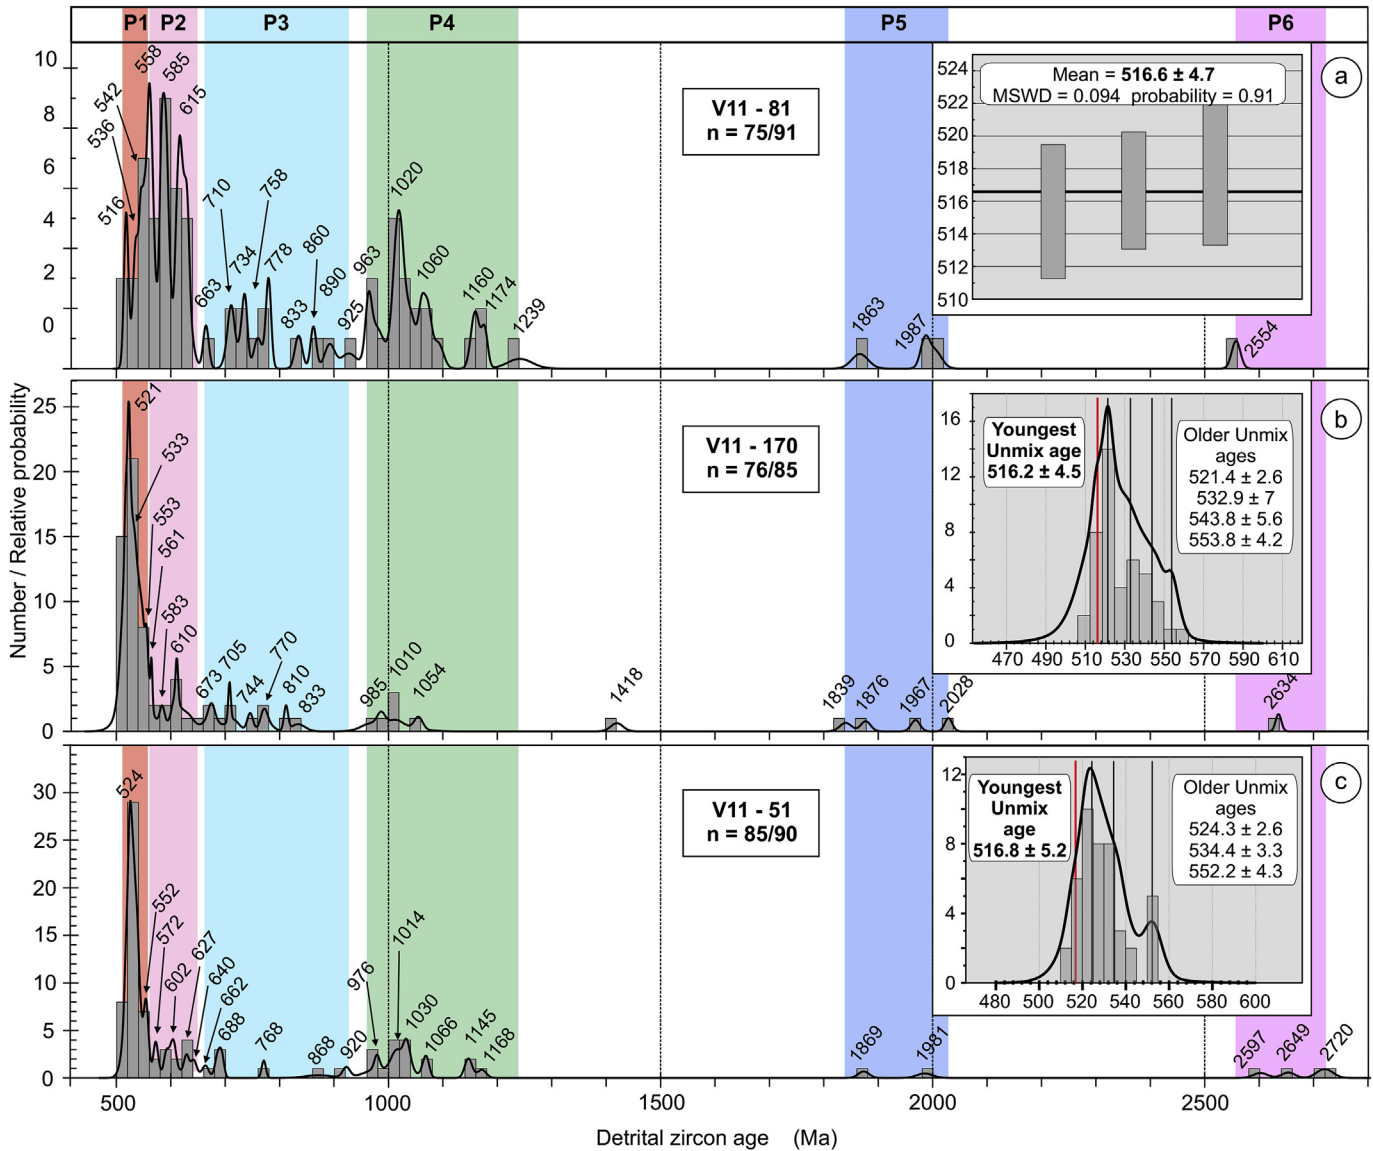 P1 P2 P3 P4 P5 P6
a
V11 - 81
n = 75/91
10
8
6
4
2
0
516
536
542
558
585
615
663
710
734
758
778
833
860
890
925
963
1020
1060
1160
1174
1239
1863
1987
2554
Mean = 516.6 ± 4.7
MSWD = 0.094 probability = 0.91
524
522
520
518
516
514
512
510
Number / Relative probability
b
V11 - 170
n = 76/85
25
20
15
10
5
0
521
533
553
561
583
610
673
705
744
770
810
833
985
1010
1054
1418
1839
1876
1967
2028
2634
Youngest
Unmix age
516.2 ± 4.5
Older Unmix
ages
521.4 ± 2.6
532.9 ± 7
543.8 ± 5.6
553.8 ± 4.2
16
12
8
4
0
470 490 510 530 550 570 590 610
c
V11 - 51
n = 85/90
30
25
20
15
10
5
0
524
552
572
602
627
640
662
688
768
868
920
976
1014
1030
1066
1145
1168
1869
1981
2597
2649
2720
Youngest
Unmix
age
516.8 ± 5.2
Older Unmix
ages
524.3 ± 2.6
534.4 ± 3.3
552.2 ± 4.3
12
8
4
0
480 500 520 540 560 580 600
500 1000 1500 2000 2500
Detrital zircon age (Ma)